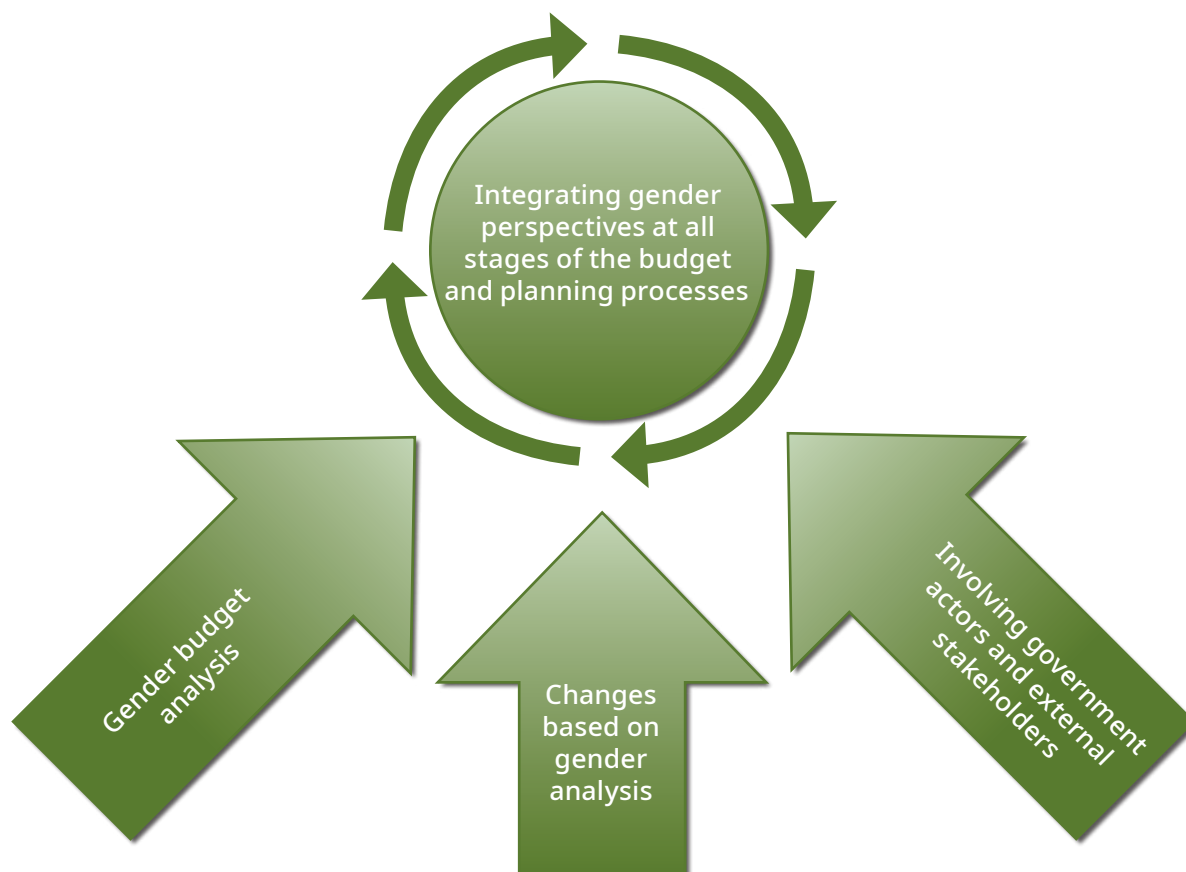 Integrating gender
perspectives at all
stages of the budget
and planning processes
Gender budget
analysis
Changes
based on
gender
analysis
Involving government
actors and external
stakeholders